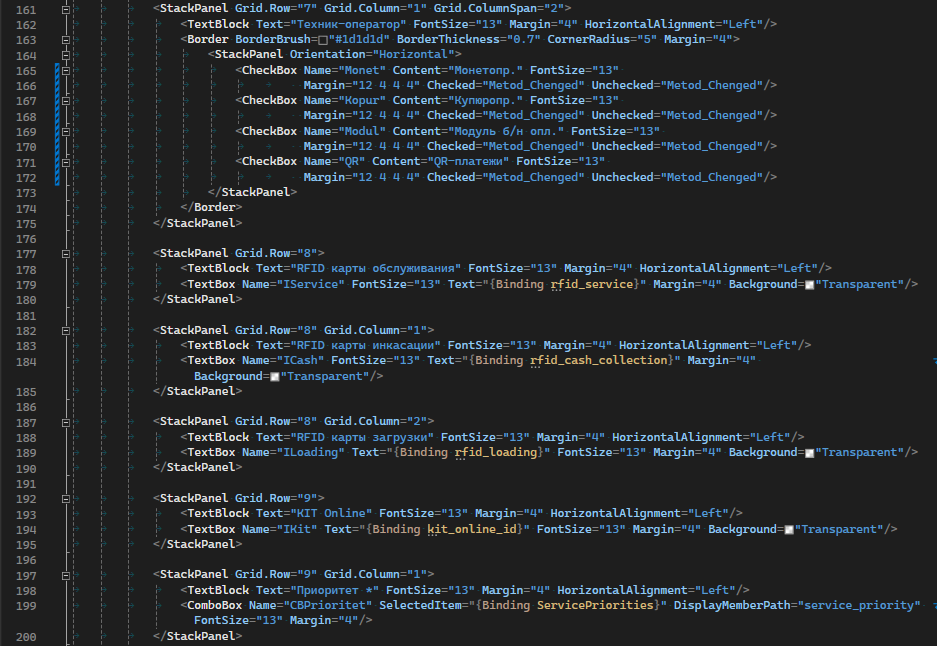 161 <StackPanel Grid.Row="7" Grid.Column="1" Grid.ColumnSpan="2">
162 <TextBlock Text="Техник-оператор" FontSize="13" Margin="4" HorizontalAlignment="Left"/>
163 <Border BorderBrush="#1d1d1d" BorderThickness="0.7" CornerRadius="5" Margin="4">
164 <StackPanel Orientation="Horizontal">
165 <CheckBox Name="Monet" Content="Монетопр." FontSize="13"
166 Margin="12 4 4 4" Checked="Metod_Chenged" Unchecked="Metod_Chenged"/>
167 <CheckBox Name="Kopur" Content="Купюропр." FontSize="13"
168 Margin="12 4 4 4" Checked="Metod_Chenged" Unchecked="Metod_Chenged"/>
169 <CheckBox Name="Modul" Content="Модуль б/н опл." FontSize="13"
170 Margin="12 4 4 4" Checked="Metod_Chenged" Unchecked="Metod_Chenged"/>
171 <CheckBox Name="QR" Content="QR-платежи" FontSize="13"
172 Margin="12 4 4 4" Checked="Metod_Chenged" Unchecked="Metod_Chenged"/>
173 </StackPanel>
174 </Border>
175 </StackPanel>
176
177 <StackPanel Grid.Row="8">
178 <TextBlock Text="RFID карты обслуживания" FontSize="13" Margin="4" HorizontalAlignment="Left"/>
179 <TextBox Name="IService" FontSize="13" Text="{Binding rfid_service}" Margin="4" Background="Transparent"/>
180 </StackPanel>
181
182 <StackPanel Grid.Row="8" Grid.Column="1">
183 <TextBlock Text="RFID карты инкасации" FontSize="13" Margin="4" HorizontalAlignment="Left"/>
184 <TextBox Name="ICash" FontSize="13" Text="{Binding rfid_cash_collection}" Margin="4"
Background="Transparent"/>
185 </StackPanel>
186
187 <StackPanel Grid.Row="8" Grid.Column="2">
188 <TextBlock Text="RFID карты загрузки" FontSize="13" Margin="4" HorizontalAlignment="Left"/>
189 <TextBox Name="ILoading" Text="{Binding rfid_loading}" FontSize="13" Margin="4" Background="Transparent"/>
190 </StackPanel>
191
192 <StackPanel Grid.Row="9">
193 <TextBlock Text="KIT Online" FontSize="13" Margin="4" HorizontalAlignment="Left"/>
194 <TextBox Name="IKit" Text="{Binding kit_online_id}" FontSize="13" Margin="4" Background="Transparent"/>
195 </StackPanel>
196
197 <StackPanel Grid.Row="9" Grid.Column="1">
198 <TextBlock Text="Приоритет *" FontSize="13" Margin="4" HorizontalAlignment="Left"/>
199 <ComboBox Name="CBPrioritet" SelectedItem="{Binding ServicePriorities}" DisplayMemberPath="service_priority"
FontSize="13" Margin="4"/>
200 </StackPanel>